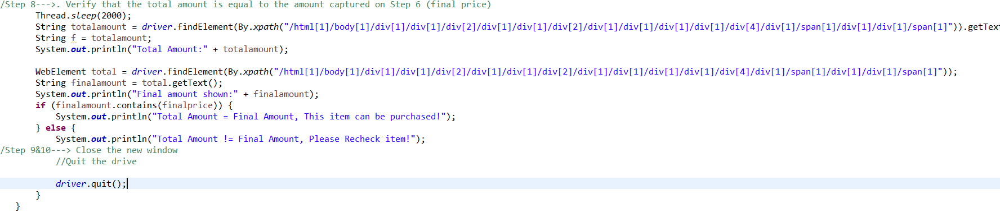 /Step 8--->. Verify that the total amount is equal to the amount captured on Step 6 (final price)
Thread.sleep(2000);
String totalamount = driver.findElement(By.xpath("/html[1]/body[1]/div[1]/div[1]/div[2]/div[1]/div[1]/div[2]/div[1]/div[1]/div[1]/div[1]/div[4]/div[1]/span[1]/div[1]/div[1]/span[1]")).getText
String f = totalamount;
System.out.println("Total Amount:" + totalamount);
WebElement total = driver.findElement(By.xpath("/html[1]/body[1]/div[1]/div[1]/div[2]/div[1]/div[1]/div[2]/div[1]/div[1]/div[1]/div[1]/div[4]/div[1]/span[1]/div[1]/div[1]/span[1]"));
String finalamount = total.getText();
System.out.println("Final amount shown:" + finalamount);
if (finalamount.contains(finalprice)) {
System.out.println("Total Amount = Final Amount, This item can be purchased!");
} else {
System.out.println("Total Amount != Final Amount, Please Recheck item!");
/Step 9&10---> Close the new window
//Quit the drive
driver.quit();
}
}